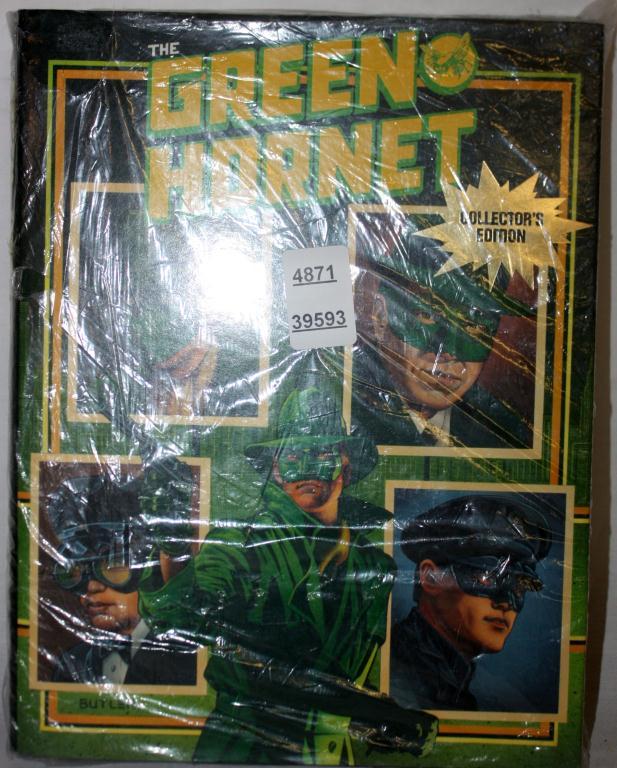 THE
GREEN
HORNET
COLLECTOR'S
EDITION
4871
39593
BUTLER